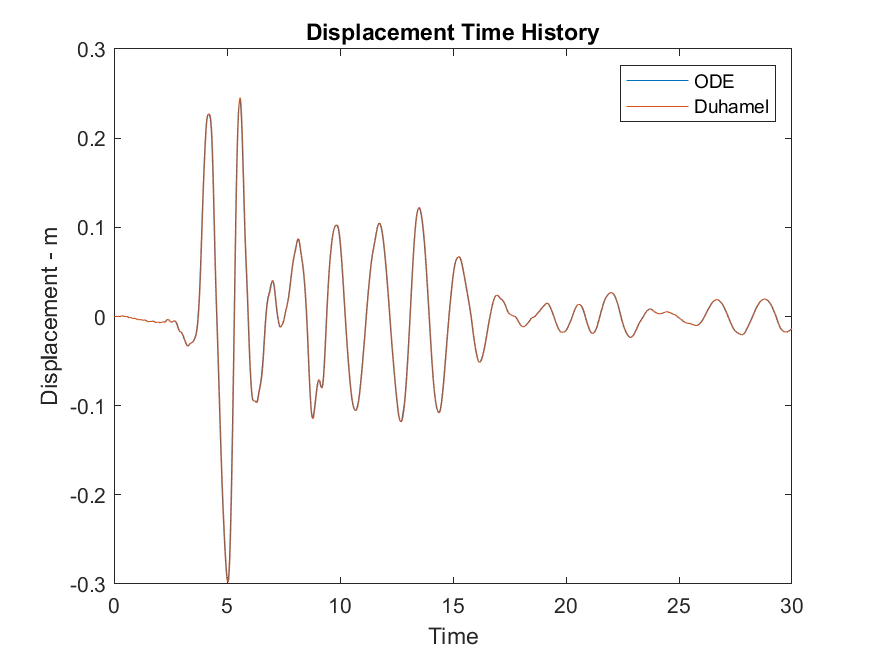 Displacement Time History
ODE
Duhamel
0.3
0.2
0.1
0
-0.1
-0.2
-0.3
Displacement - m
0 5 10 15 20 25 30
Time